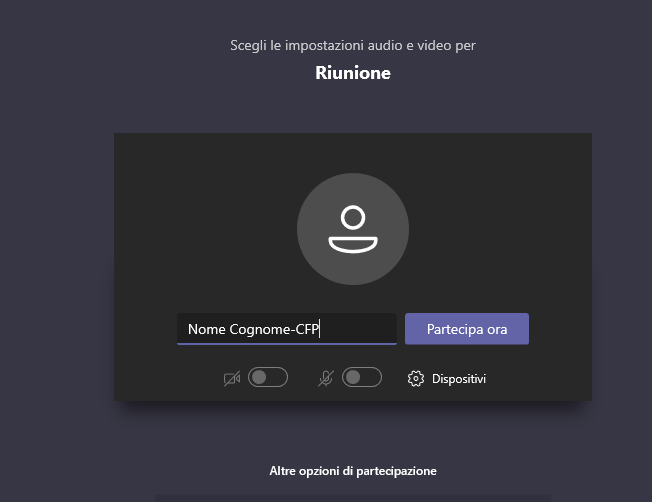 Scegli le impostazioni audio e video per
Riunione
Nome Cognome-CFP
Partecipa ora
Dispositivi
Altre opzioni di partecipazione